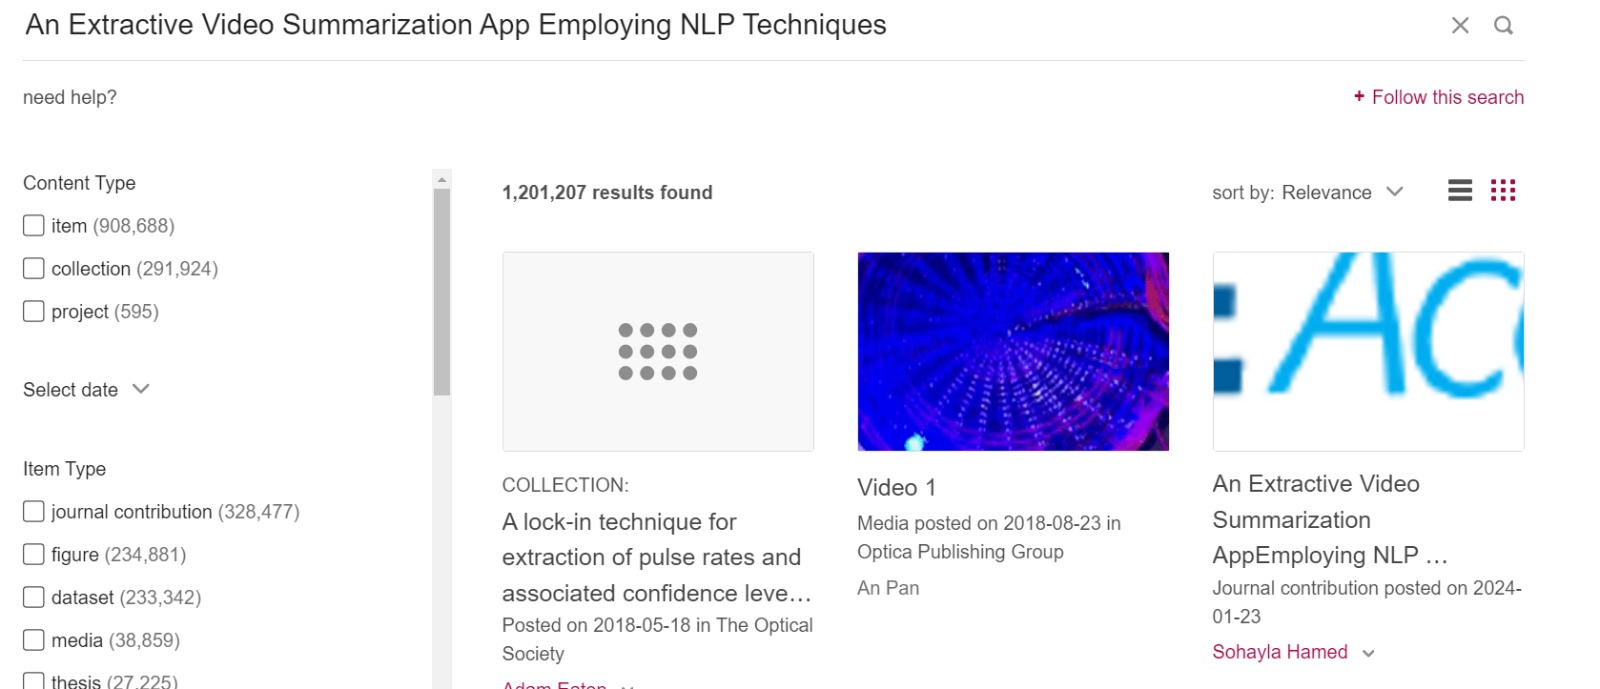 An Extractive Video Summarization App Employing NLP Techniques
need help?
+ Follow this search
Content Type
item (908,688)
collection (291,924)
project (595)
Select date
Item Type
journal contribution (328,477)
figure (234,881)
dataset (233,342)
media (38,859)
thesis (27,225)
1,201,207 results found
sort by: Relevance
COLLECTION:
A lock-in technique for
extraction of pulse rates and
associated confidence leve...
Posted on 2018-05-18 in The Optical
Society
Adam Eaton
Video 1
Media posted on 2018-08-23 in
Optica Publishing Group
An Pan
An Extractive Video
Summarization
AppEmploying NLP ...
Journal contribution posted on 2024-
01-23
Sohayla Hamed